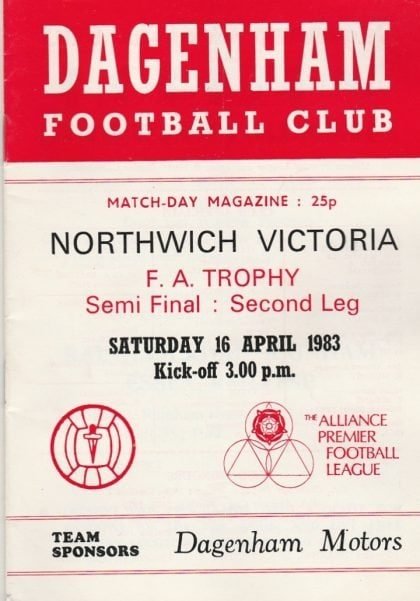 DAGENHAM
FOOTBALL CLUB
MATCH-DAY MAGAZINE : 25p
NORTHWICH VICTORIA
F. A. TROPHY
Semi Final : Second Leg
SATURDAY 16 APRIL 1983
Kick-off 3.00 p.m.
THE ALLIANCE
PREMIER
FOOTBALL
LEAGUE
TEAM
SPONSORS
Dagenham Motors